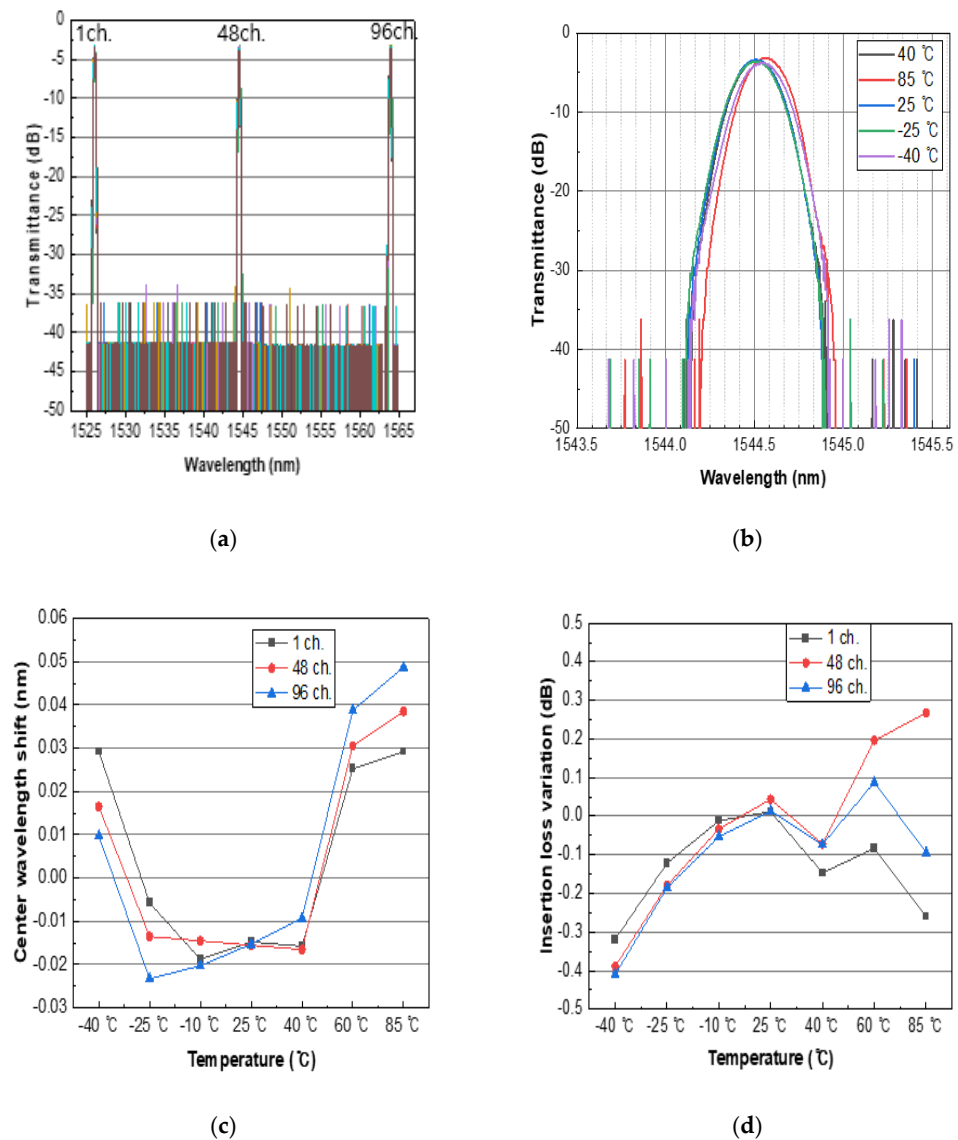 1ch. 48ch. 96ch.
0
-5
-10
-15
-20
-25
-30
-35
-40
-45
-50
Transmittance (dB)
1525 1530 1535 1540 1545 1550 1555 1560 1565
Wavelength (nm)
(a)
0
-10
-20
-30
-40
-50
Transmittance (dB)
40 ℃
85 ℃
25 ℃
-25 ℃
-40 ℃
1543.5 1544.0 1544.5 1545.0 1545.5
Wavelength (nm)
(b)
0.06
0.05
0.04
0.03
0.02
0.01
0.00
-0.01
-0.02
-0.03
Center wavelength shift (nm)
1 ch.
48 ch.
96 ch.
-40 ℃ -25 ℃ -10 ℃ 25 ℃ 40 ℃ 60 ℃ 85 ℃
Temperature (℃)
(c)
0.5
0.4
0.3
0.2
0.1
0.0
-0.1
-0.2
-0.3
-0.4
-0.5
Insertion loss variation (dB)
1 ch.
48 ch.
96 ch.
-40 ℃ -25 ℃ -10 ℃ 25 ℃ 40 ℃ 60 ℃ 85 ℃
Temperature (℃)
(d)